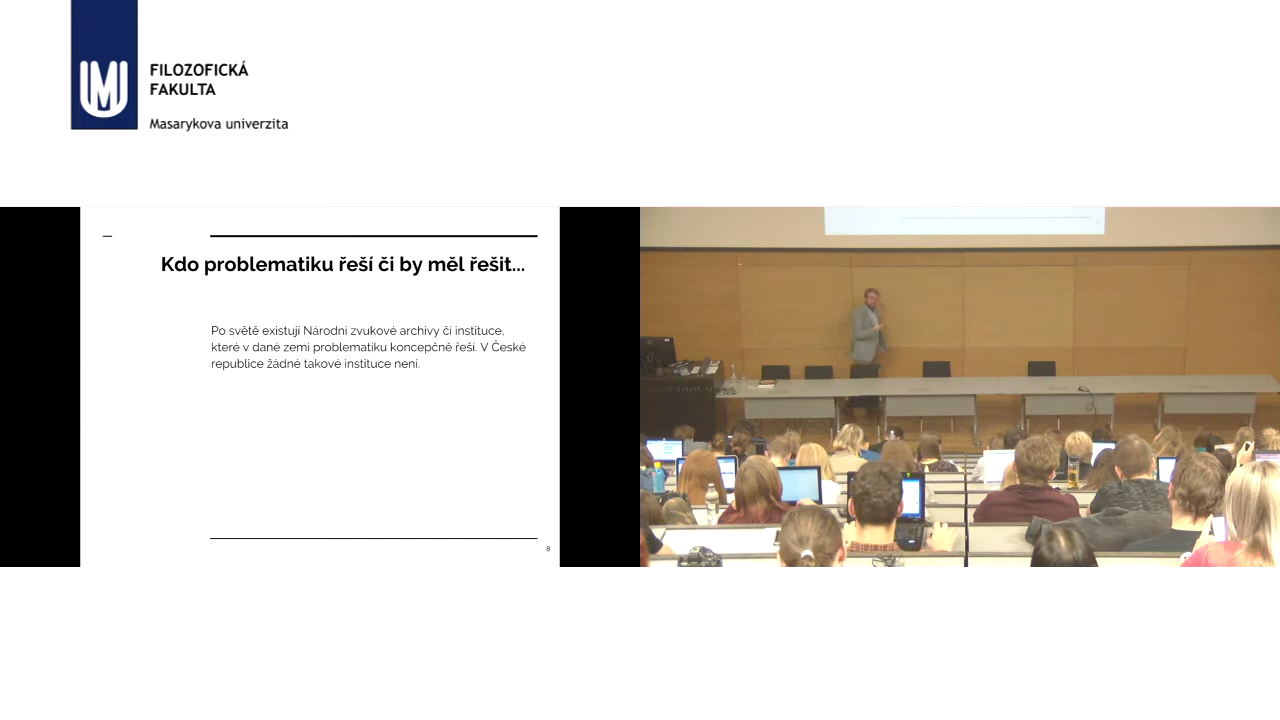 FILOZOFICKÁ
FAKULTA
Masarykova univerzita
Kdo problematiku řeší či by měl řešit...
Po světě existují Národní zvukové archivy či instituce,
které v dané zemi problematiku koncepčně řeší. V České
republice žádné takové instituce není.
8